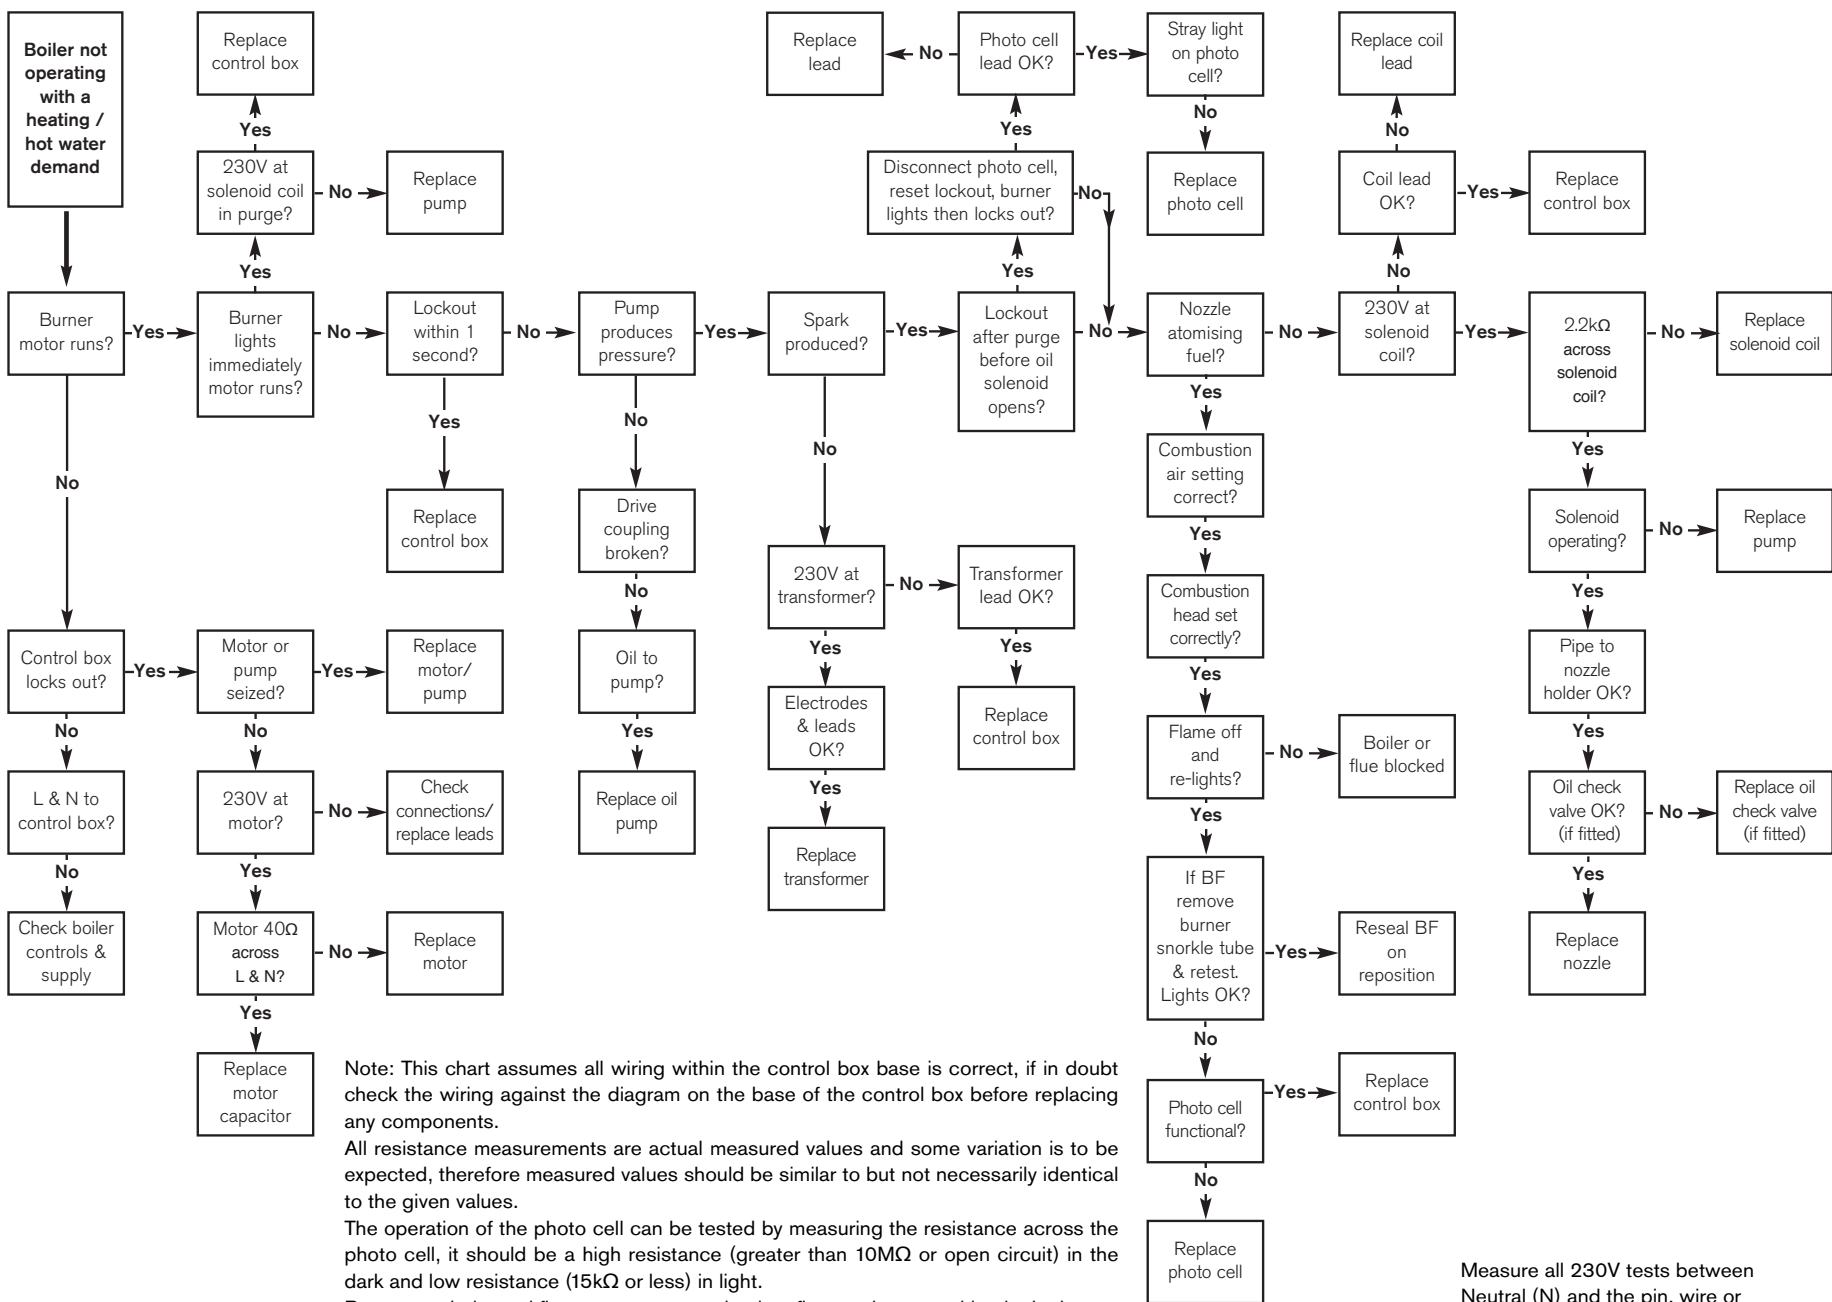 Boiler not
operating
with a
heating /
hot water
demand
Replace
control box
Yes
230V at
solenoid coil
in purge?
No
Replace
pump
Yes
Burner
motor runs?
Yes
Burner
lights
immediately
motor runs?
No
Lockout
within 1
second?
No
Pump
produces
pressure?
Yes
Spark
produced?
Yes
Lockout
after purge
before oil
solenoid
opens?
No
Nozzle
atomising
fuel?
No
230V at
solenoid
coil?
Yes
2.2kΩ
across
solenoid
coil?
No
Replace
solenoid coil
Replace
lead
No
Photo cell
lead OK?
Yes
Stray light
on photo
cell?
No
Replace
photo cell
Yes
Disconnect photo cell,
reset lockout, burner
lights then locks out?
No
Yes
Replace coil
lead
No
Coil lead
OK?
Yes
Replace
control box
No
Yes
Replace
control box
No
Drive
coupling
broken?
No
Oil to
pump?
Yes
Replace oil
pump
No
230V at
transformer?
No
Transformer
lead OK?
Yes
Replace
control box
Yes
Electrodes
& leads
OK?
Yes
Replace
transformer
Yes
Combustion
air setting
correct?
Yes
Combustion
head set
correctly?
Yes
Flame off
and
re-lights?
No
Boiler or
flue blocked
Yes
If BF
remove
burner
snorkle tube
& retest.
Lights OK?
Yes
Reseal BF
on
reposition
No
Photo cell
functional?
Yes
Replace
control box
No
Replace
photo cell
Yes
Solenoid
operating?
No
Replace
pump
Yes
Pipe to
nozzle
holder OK?
Yes
Oil check
valve OK?
(if fitted)
No
Replace oil
check valve
(if fitted)
Yes
Replace
nozzle
No
Control box
locks out?
Yes
Motor or
pump
seized?
Yes
Replace
motor/
pump
No
L & N to
control box?
No
Check boiler
controls &
supply
No
230V at
motor?
No
Check
connections/
replace leads
Yes
Motor 40Ω
across
L & N?
No
Replace
motor
Yes
Replace
motor
capacitor
Note: This chart assumes all wiring within the control box base is correct, if in doubt
check the wiring against the diagram on the base of the control box before replacing
any components.
All resistance measurements are actual measured values and some variation is to be
expected, therefore measured values should be similar to but not necessarily identical
to the given values.
The operation of the photo cell can be tested by measuring the resistance across the
photo cell, it should be a high resistance (greater than 10MΩ or open circuit) in the
dark and low resistance (15kΩ or less) in light.
Measure all 230V tests between
Neutral (N) and the pin, wire or